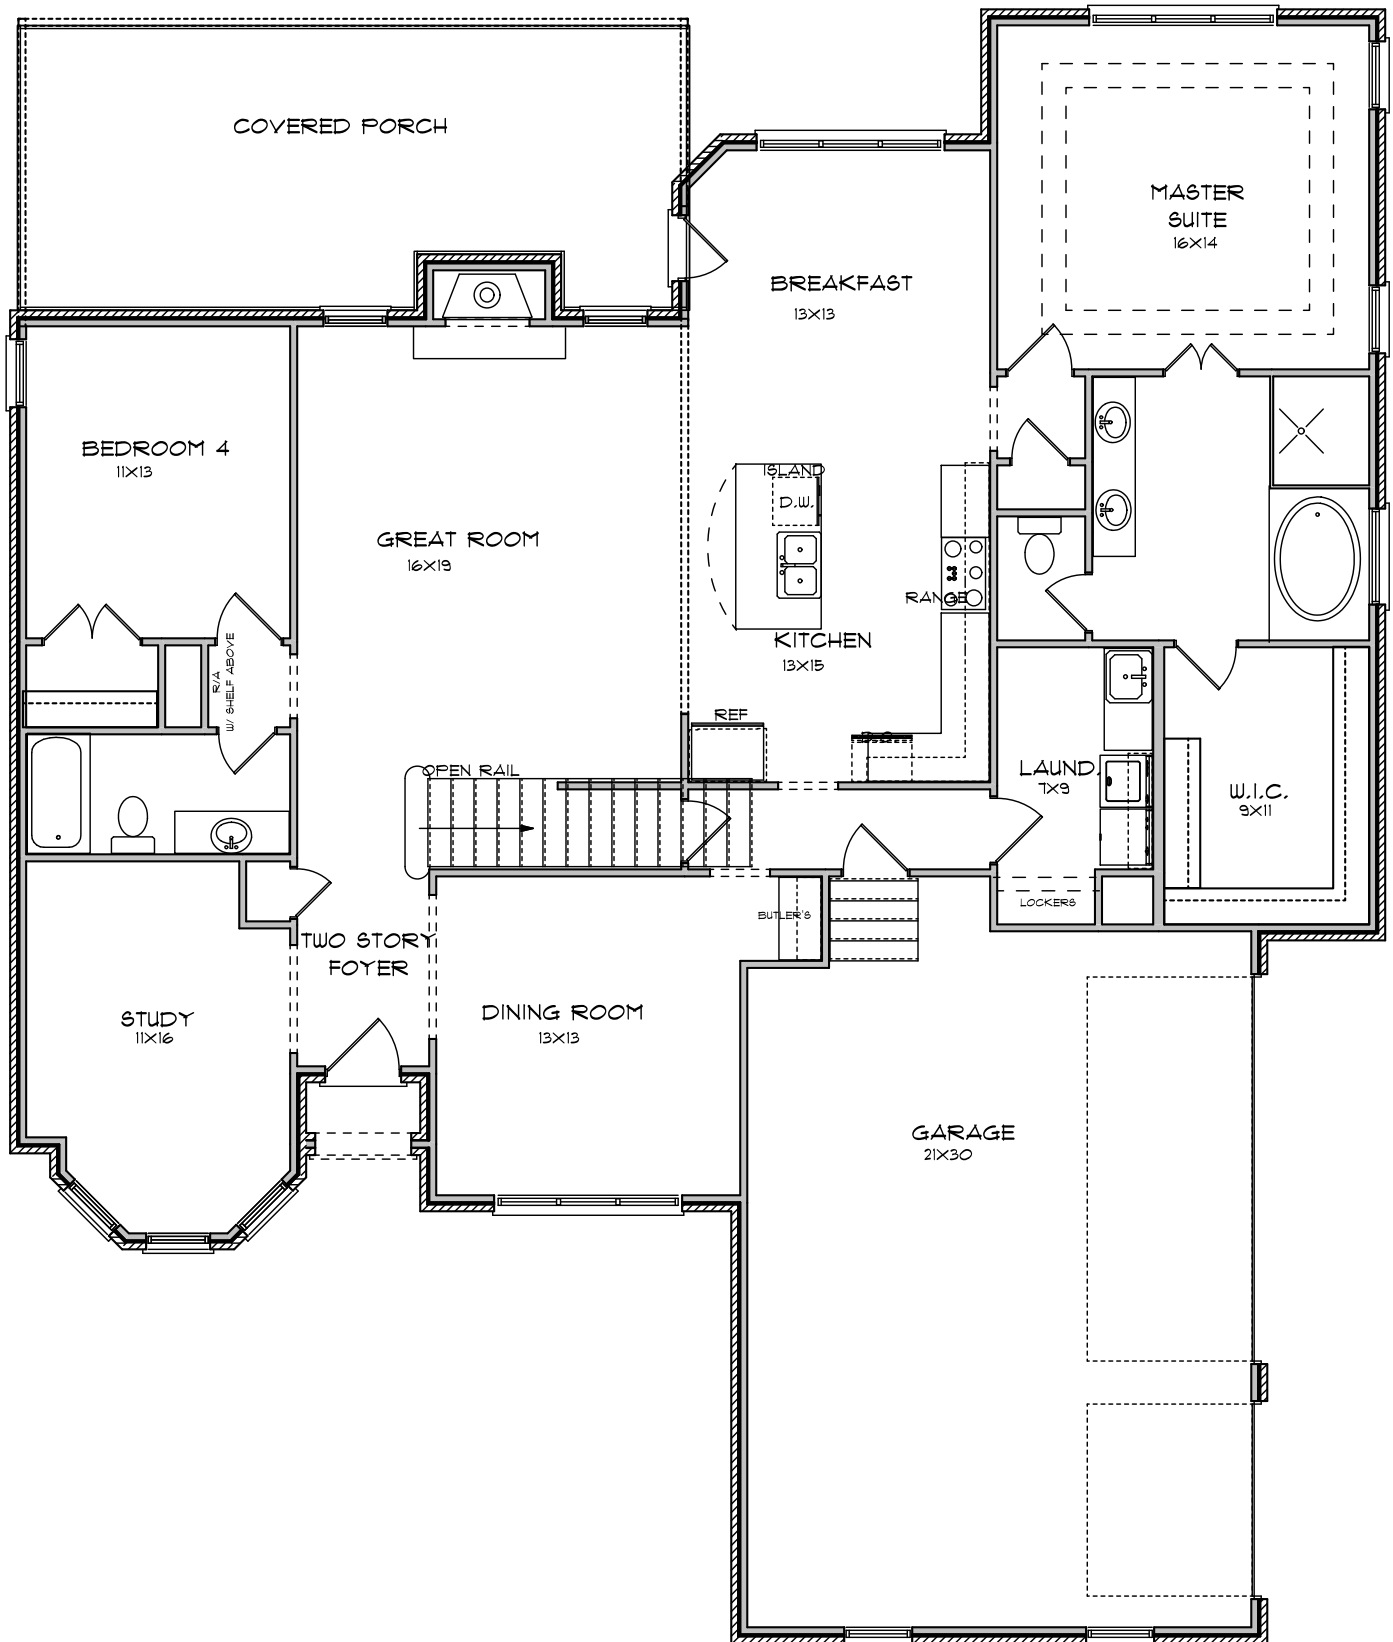 COVERED PORCH
MASTER
SUITE
16X14
BREAKFAST
13X13
BEDROOM 4
11X13
ISLAND
D.W.
GREAT ROOM
16X19
RANGE
KITCHEN
13X15
R/A
W/ SHELF ABOVE
REF
OPEN RAIL
LAUND.
7X9
W.I.C.
9X11
LOCKERS
BUTLER'S
TWO STORY
FOYER
STUDY
11X16
DINING ROOM
13X13
GARAGE
21X30